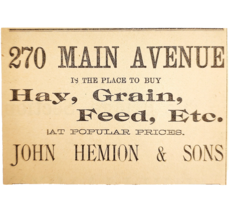 270 MAIN AVENUE
IS THE PLACE TO BUY
Hay, Grain,
Feed, Etc.
AT POPULAR PRICES.
JOHN HEMION & SONS